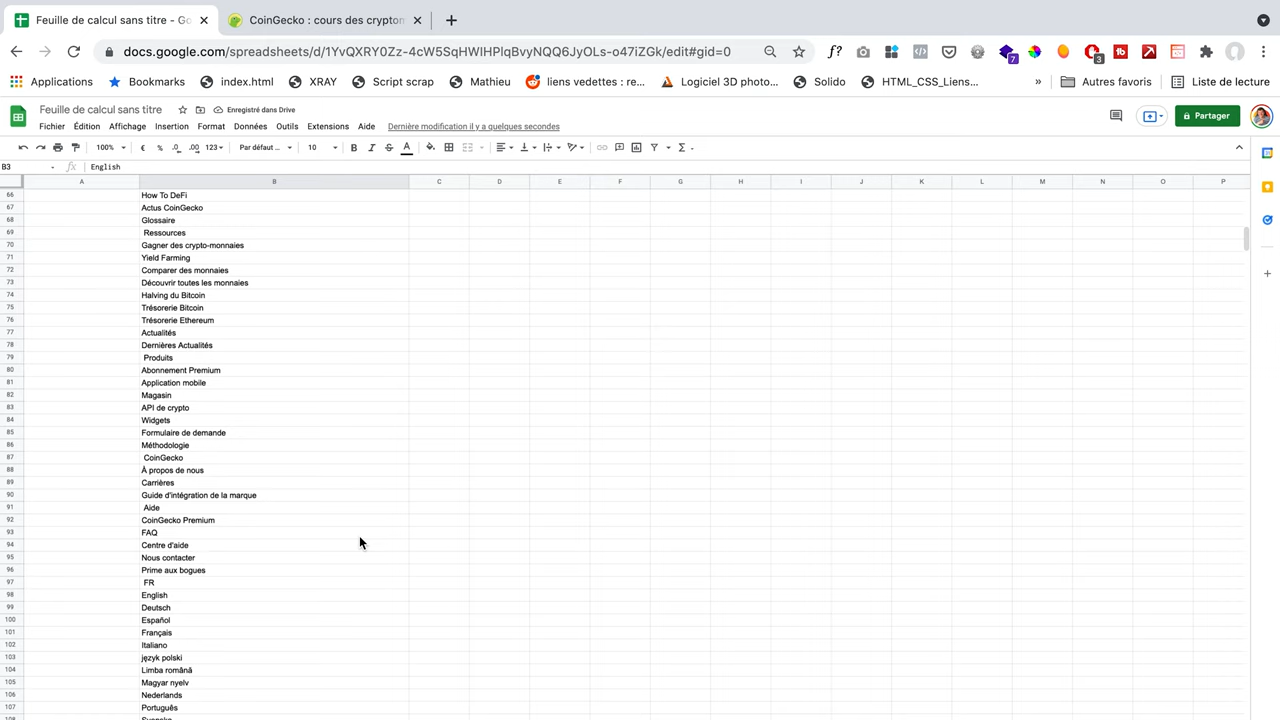 Feuille de calcul sans titre - Go
CoinGecko : cours des cryptom
docs.google.com/spreadsheets/d/1YvQXRY0Zz-4cW5SqHWlHPlqBvyNQQ6JyOLs-o47iZGk/edit#gid=0
f?
7
3
Applications
Bookmarks
index.html
XRAY
Script scrap
Mathieu
liens vedettes : re...
Logiciel 3D photo...
Solido
HTML_CSS_Liens...
»
Autres favoris
Liste de lecture
Feuille de calcul sans titre
Enregistré dans Drive
Partager
Fichier
Édition
Affichage
Insertion
Format
Données
Outils
Extensions
Aide
Dernière modification il y a quelques secondes
100%
€
%
.0
.00
123
Par défaut ...
10
B
I
S
A
Σ
B3
fx
English
A B C D E F G H I J K L M N O P
66 How To DeFi
67 Actus CoinGecko
68 Glossaire
69 Ressources
70 Gagner des crypto-monnaies
71 Yield Farming
72 Comparer des monnaies
73 Découvrir toutes les monnaies
74 Halving du Bitcoin
75 Trésorerie Bitcoin
76 Trésorerie Ethereum
77 Actualités
78 Dernières Actualités
79 Produits
80 Abonnement Premium
81 Application mobile
82 Magasin
83 API de crypto
84 Widgets
85 Formulaire de demande
86 Méthodologie
87 CoinGecko
88 À propos de nous
89 Carrières
90 Guide d'intégration de la marque
91 Aide
92 CoinGecko Premium
93 FAQ
94 Centre d'aide
95 Nous contacter
96 Prime aux bogues
97 FR
98 English
99 Deutsch
100 Español
101 Français
102 Italiano
103 język polski
104 Limba română
105 Magyar nyelv
106 Nederlands
107 Português